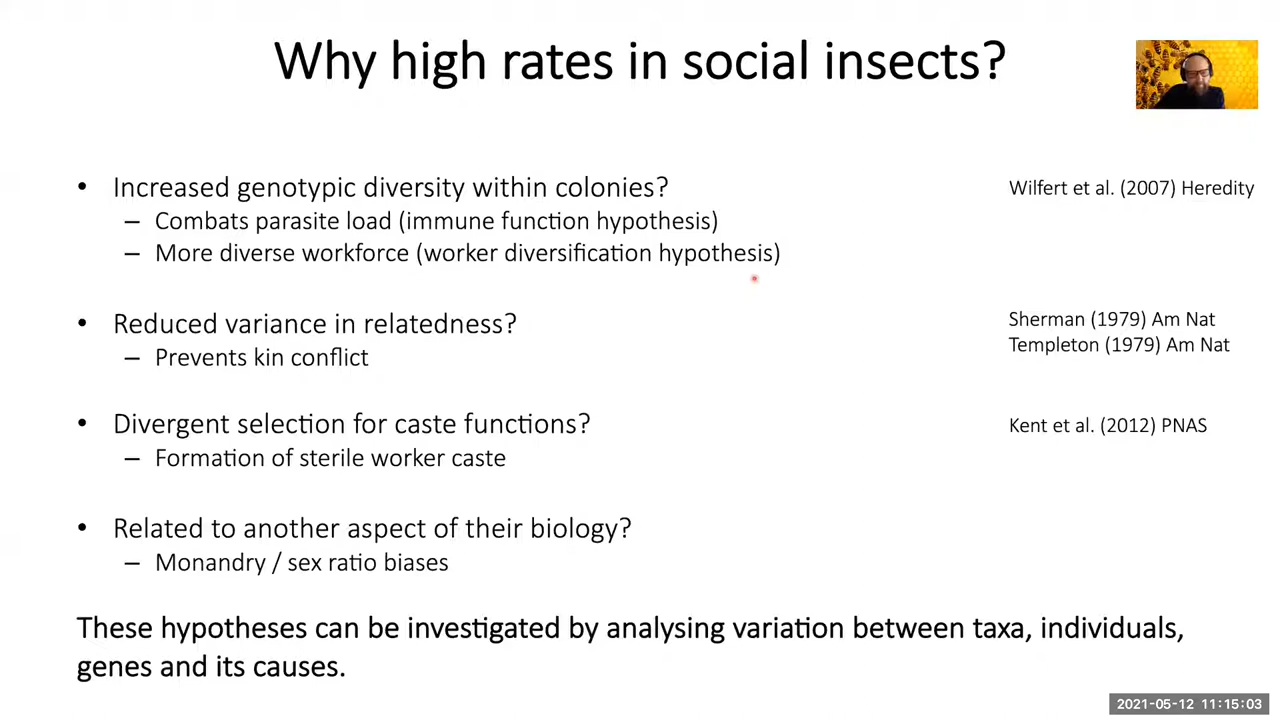 Why high rates in social insects?
• Increased genotypic diversity within colonies?
Wilfert et al. (2007) Heredity
– Combats parasite load (immune function hypothesis)
– More diverse workforce (worker diversification hypothesis)
• Reduced variance in relatedness?
Sherman (1979) Am Nat
Templeton (1979) Am Nat
– Prevents kin conflict
• Divergent selection for caste functions?
Kent et al. (2012) PNAS
– Formation of sterile worker caste
• Related to another aspect of their biology?
– Monandry / sex ratio biases
These hypotheses can be investigated by analysing variation between taxa, individuals,
genes and its causes.
2021-05-12 11:15:03